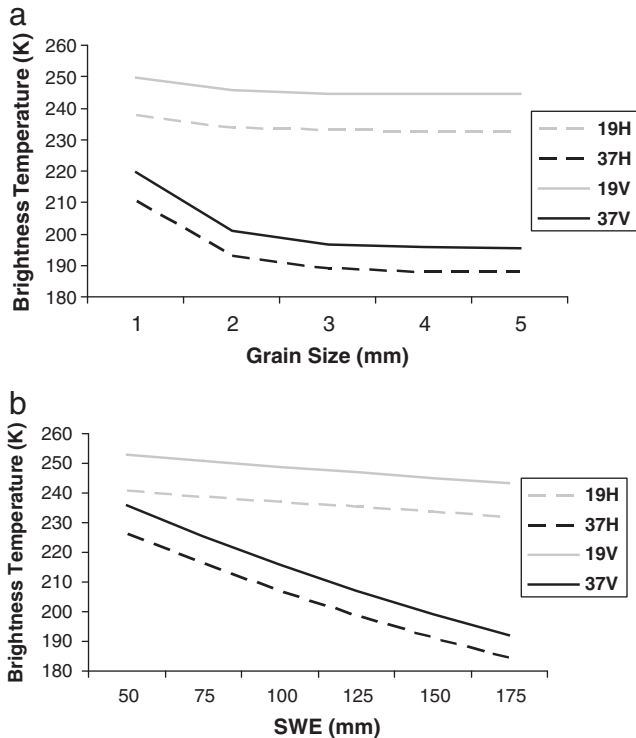 a
Brightness Temperature (K)
260
250
240
230
220
210
200
190
180
1 2 3 4 5
Grain Size (mm)
19H
37H
19V
37V
b
Brightness Temperature (K)
260
250
240
230
220
210
200
190
180
50 75 100 125 150 175
SWE (mm)
19H
37H
19V
37V